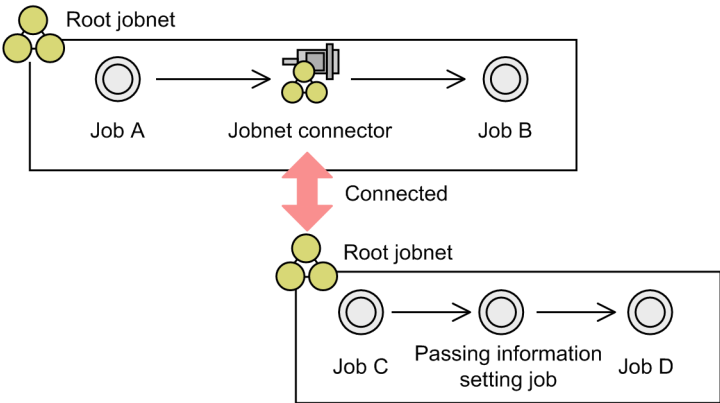 Root jobnet
Job A
Jobnet connector
Job B
Connected
Root jobnet
Job C
Passing information
setting job
Job D